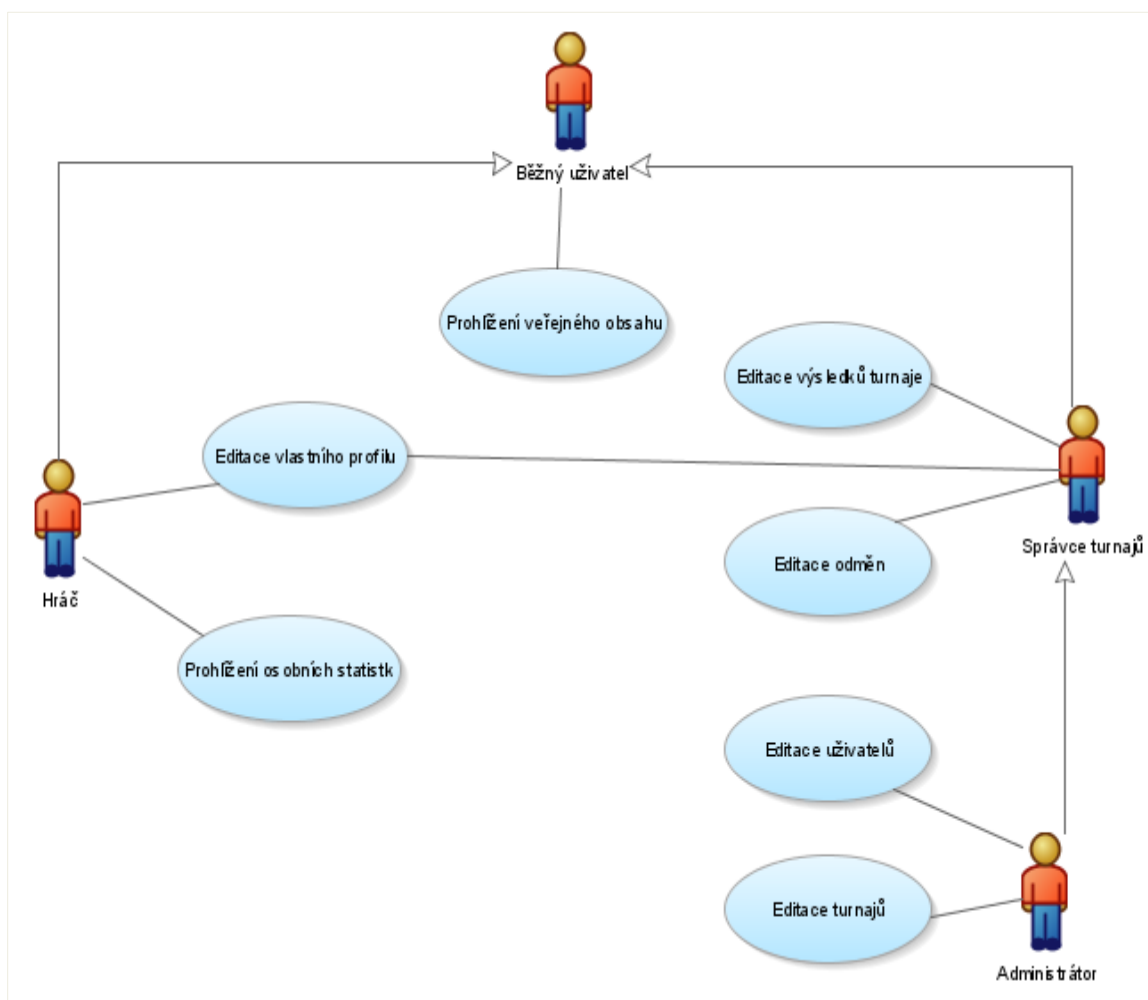 Běžný uživatel
Prohlížení veřejného obsahu
Editace výsledků turnaje
Editace vlastního profilu
Správce turnajů
Editace odměn
Hráč
Prohlížení osobních statistk
Editace uživatelů
Editace turnajů
Administrátor